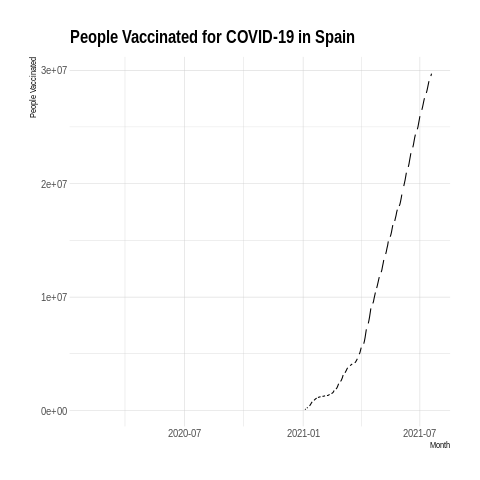 People Vaccinated for COVID-19 in Spain
People Vaccinated
3e+07
2e+07
1e+07
0e+00
2020-07
2021-01
2021-07
Month